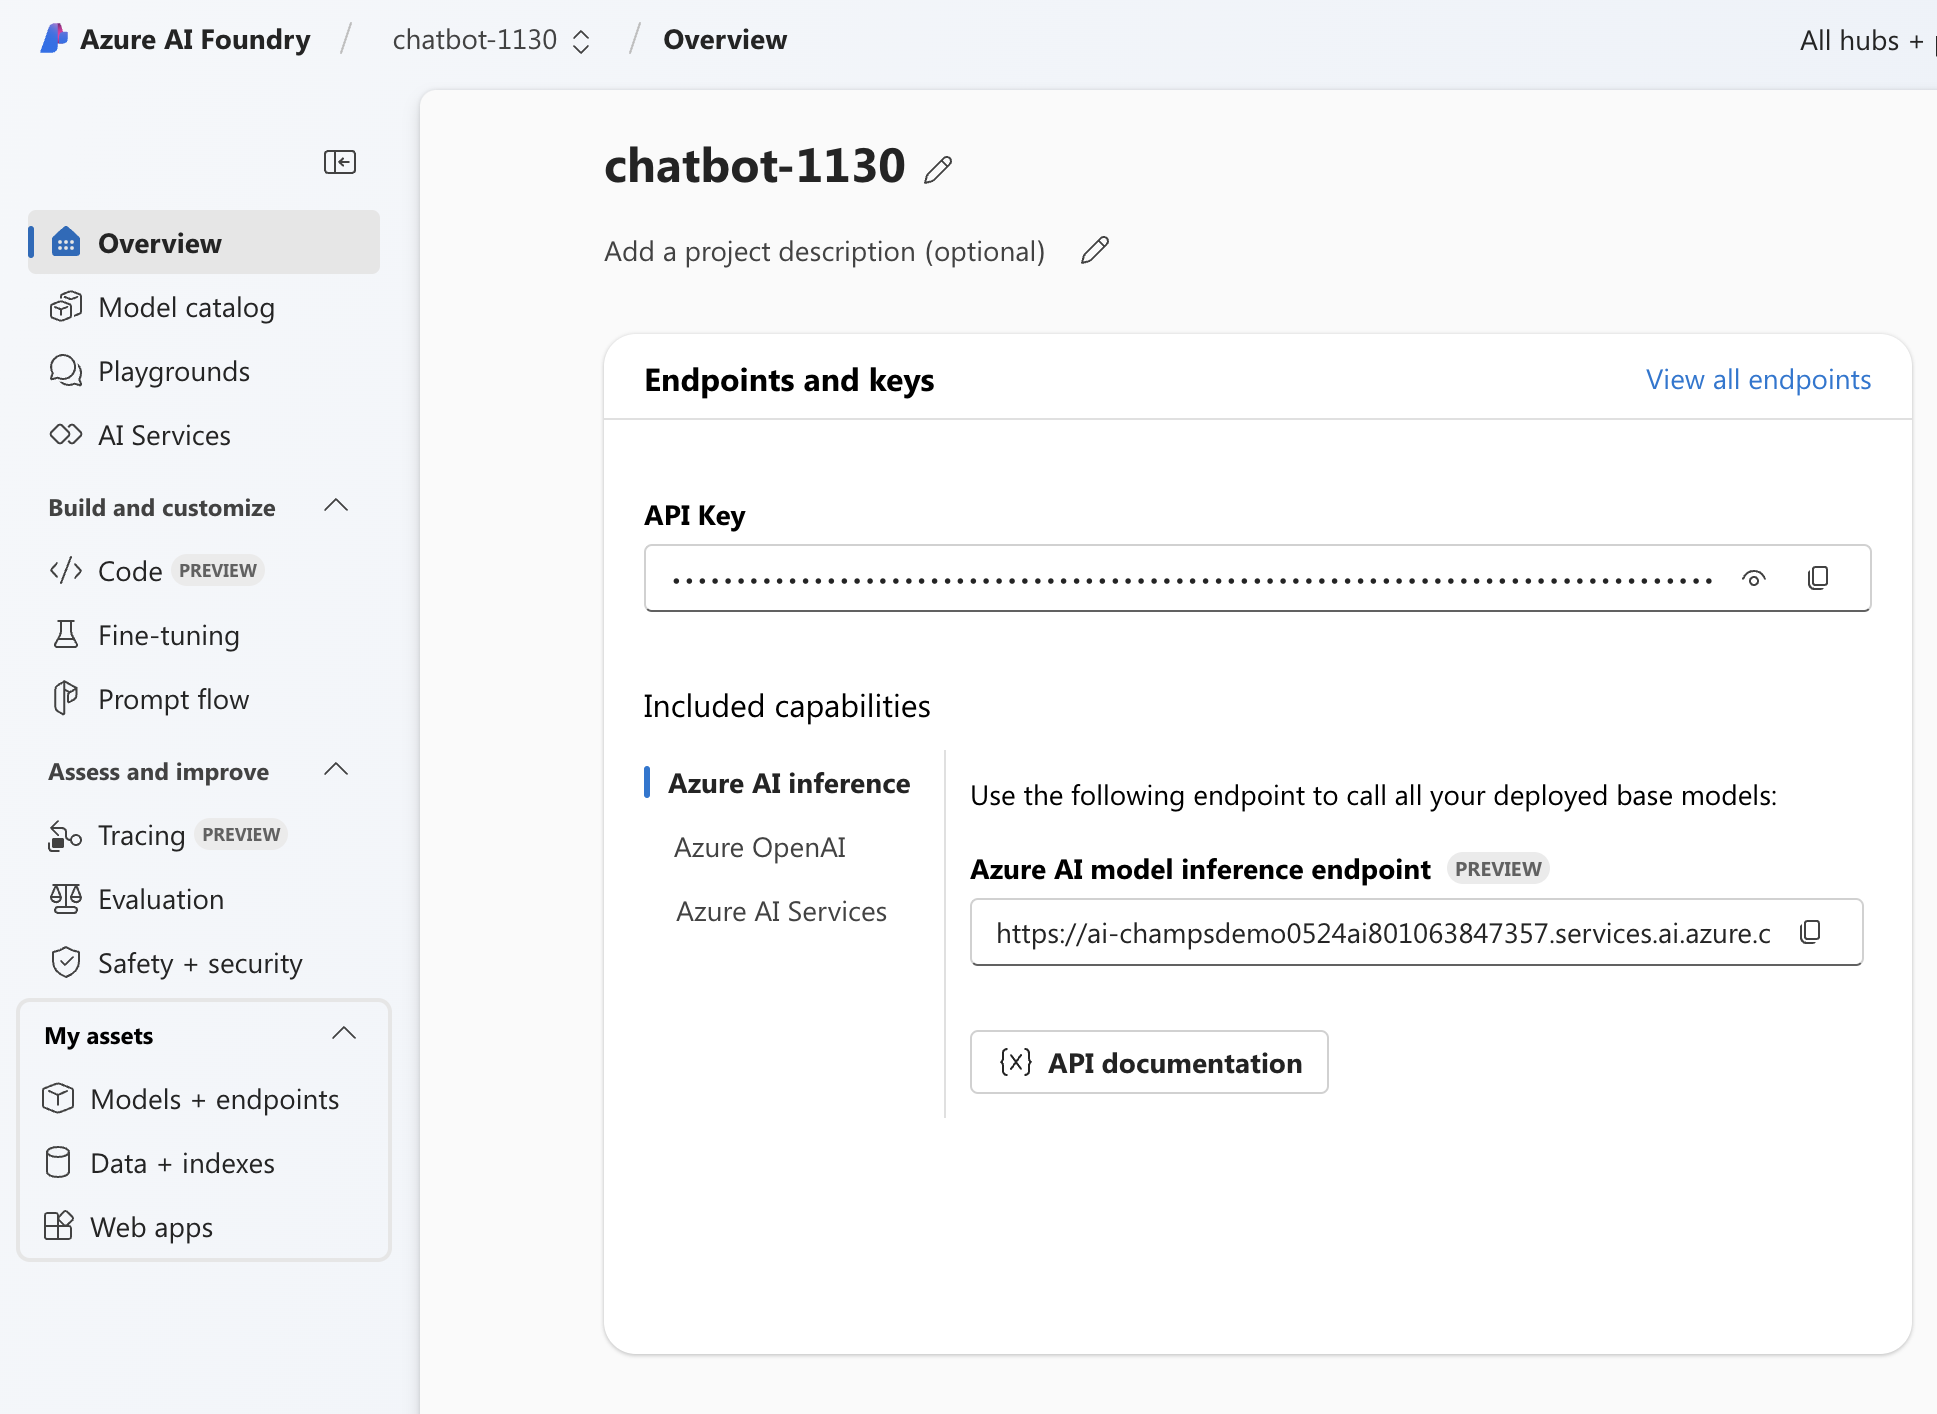 Azure AI Foundry / chatbot-1130 / Overview
All hubs +
Overview
Model catalog
Playgrounds
AI Services
Build and customize
Code PREVIEW
Fine-tuning
Prompt flow
Assess and improve
Tracing PREVIEW
Evaluation
Safety + security
My assets
Models + endpoints
Data + indexes
Web apps
chatbot-1130
Add a project description (optional)
Endpoints and keys
View all endpoints
API Key
Included capabilities
Azure AI inference
Azure OpenAI
Azure AI Services
Use the following endpoint to call all your deployed base models:
Azure AI model inference endpoint PREVIEW
https://ai-champsdemo0524ai801063847357.services.ai.azure.c
{x} API documentation